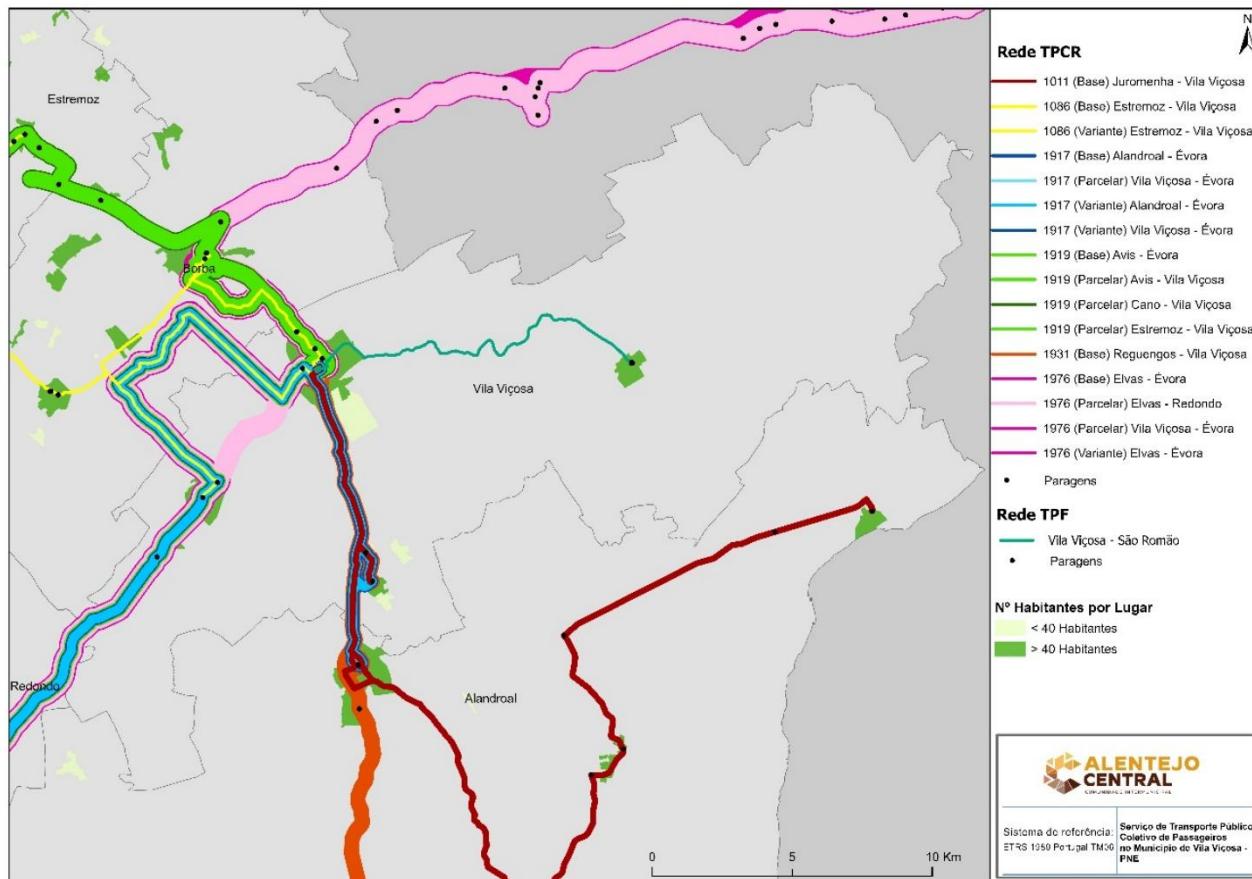 Estremoz
Borba
Vila Viçosa
Redondo
Alandroal
0 5 10 Km
N
Rede TPCR
1011 (Base) Juromenha - Vila Viçosa
1086 (Base) Estremoz - Vila Viçosa
1086 (Variante) Estremoz - Vila Viçosa
1917 (Base) Alandroal - Évora
1917 (Parcelar) Vila Viçosa - Évora
1917 (Variante) Alandroal - Évora
1917 (Variante) Vila Viçosa - Évora
1919 (Base) Avis - Évora
1919 (Parcelar) Avis - Vila Viçosa
1919 (Parcelar) Cano - Vila Viçosa
1919 (Parcelar) Estremoz - Vila Viçosa
1931 (Base) Reguengos - Vila Viçosa
1976 (Base) Elvas - Évora
1976 (Parcelar) Elvas - Redondo
1976 (Parcelar) Vila Viçosa - Évora
1976 (Variante) Elvas - Évora
Paragens
Rede TPF
Vila Viçosa - São Romão
Paragens
Nº Habitantes por Lugar
< 40 Habitantes
> 40 Habitantes
ALENTEJO
CENTRAL
COMUNIDADE INTERMUNICIPAL
Sistema de referência:
ETRS 1989 Portugal TM06
Serviço de Transporte Público
Coletivo de Passageiros
no Município de Vila Viçosa -
PNE